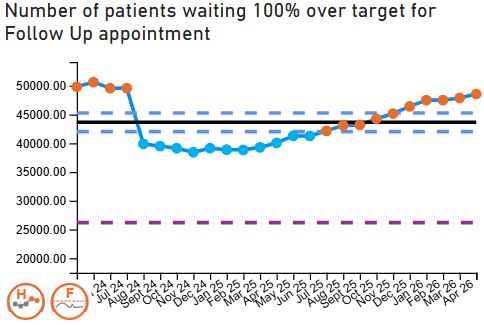 Number of patients waiting 100% over target for
Follow Up appointment
50000.00
45000.00
40000.00
35000.00
30000.00
25000.00
20000.00
24
Jul 24
Aug 24
Sept 24
Oct 24
Nov 24
Dec 24
Jan 25
Feb 25
Mar 25
Apr 25
May 25
Jun 25
Jul 25
Aug 25
Sept 25
Oct 25
Nov 25
Dec 25
Jan 26
Feb 26
Mar 26
Apr 26
H
F